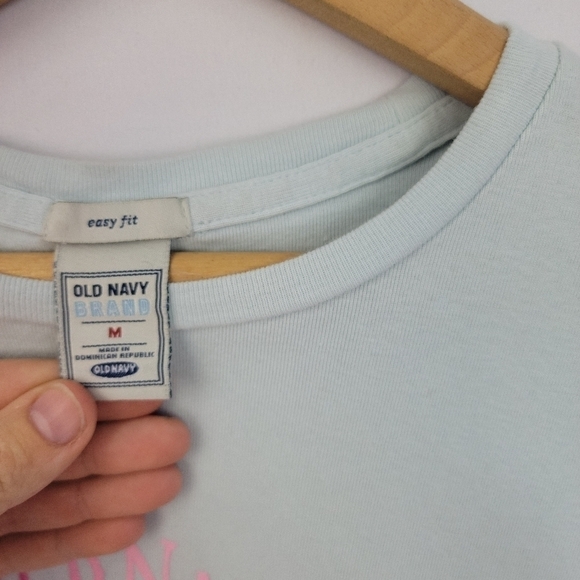 easy fit
OLD NAVY
BRAND
M
MADE IN
DOMINICAN REPUBLIC
OLD NAVY